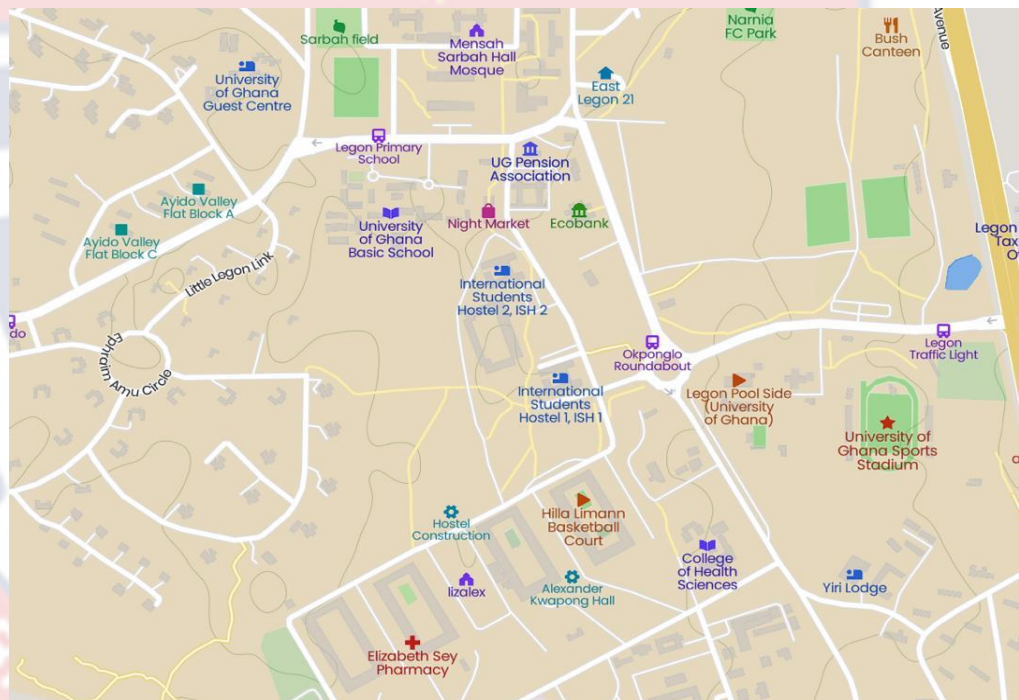 Sarbah field
Mensah
Sarbah Hall
Mosque
Narnia
FC Park
Bush
Canteen
Avenue
University
of Ghana
Guest Centre
East
Legon 21
Legon Primary
School
UG Pension
Association
Ayido Valley
Flat Block A
Ayido Valley
Flat Block C
University
of Ghana
Basic School
Night Market
Ecobank
Legon
Tax
O
Little Legon Link
International
Students
Hostel 2, ISH 2
do
Ephraim Amu Circle
Okponglo
Roundabout
Legon
Traffic Light
International
Students
Hostel 1, ISH 1
Legon Pool Side
(University
of Ghana)
University of
Ghana Sports
Stadium
a
Hostel
Construction
Hilla Limann
Basketball
Court
College
of Health
Sciences
lizalex
Alexander
Kwapong Hall
Yiri Lodge
Elizabeth Sey
Pharmacy